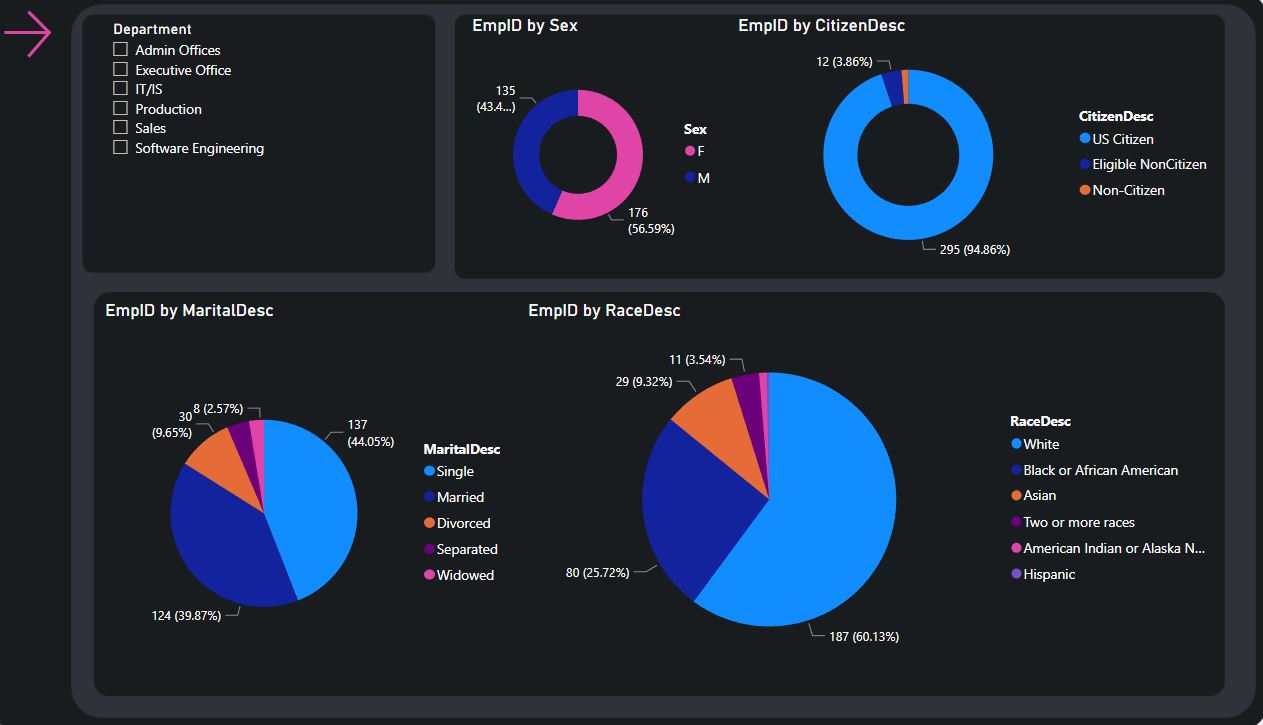 Department
Admin Offices
Executive Office
IT/IS
Production
Sales
Software Engineering
EmpID by Sex
135
(43.4...)
176
(56.59%)
Sex
F
M
EmpID by CitizenDesc
12 (3.86%)
295 (94.86%)
CitizenDesc
US Citizen
Eligible NonCitizen
Non-Citizen
EmpID by MaritalDesc
8 (2.57%)
30
(9.65%)
137
(44.05%)
124 (39.87%)
MaritalDesc
Single
Married
Divorced
Separated
Widowed
EmpID by RaceDesc
11 (3.54%)
29 (9.32%)
80 (25.72%)
187 (60.13%)
RaceDesc
White
Black or African American
Asian
Two or more races
American Indian or Alaska N...
Hispanic